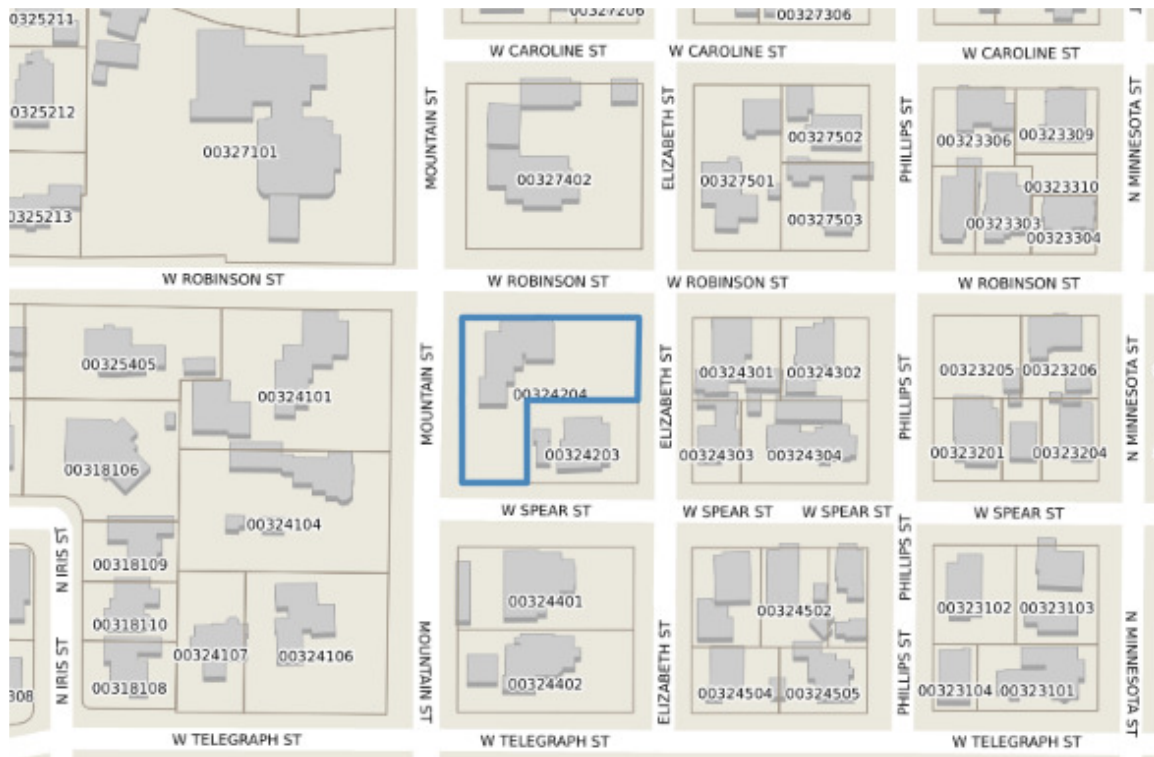 00325211
00327206
00327306
W CAROLINE ST
W CAROLINE ST
W CAROLINE ST
00325212
00327101
MOUNTAIN ST
00327402
ELIZABETH ST
00327502
00327501
00327503
PHILLIPS ST
00323306
00323309
00323310
00323303
00323304
N MINNESOTA ST
00325213
W ROBINSON ST
W ROBINSON ST
W ROBINSON ST
W ROBINSON ST
00325405
00324101
MOUNTAIN ST
00324204
00324203
ELIZABETH ST
00324301
00324302
00324303
00324304
PHILLIPS ST
00323205
00323206
00323201
00323204
N MINNESOTA ST
00318106
00324104
W SPEAR ST
W SPEAR ST
W SPEAR ST
W SPEAR ST
N IRIS ST
00318109
00318110
00318108
N IRIS ST
00324107
00324106
MOUNTAIN ST
00324401
00324402
ELIZABETH ST
00324502
00324504
00324505
PHILLIPS ST
PHILLIPS ST
00323102
00323103
00323104
00323101
N MINNESOTA ST
308
W TELEGRAPH ST
W TELEGRAPH ST
W TELEGRAPH ST